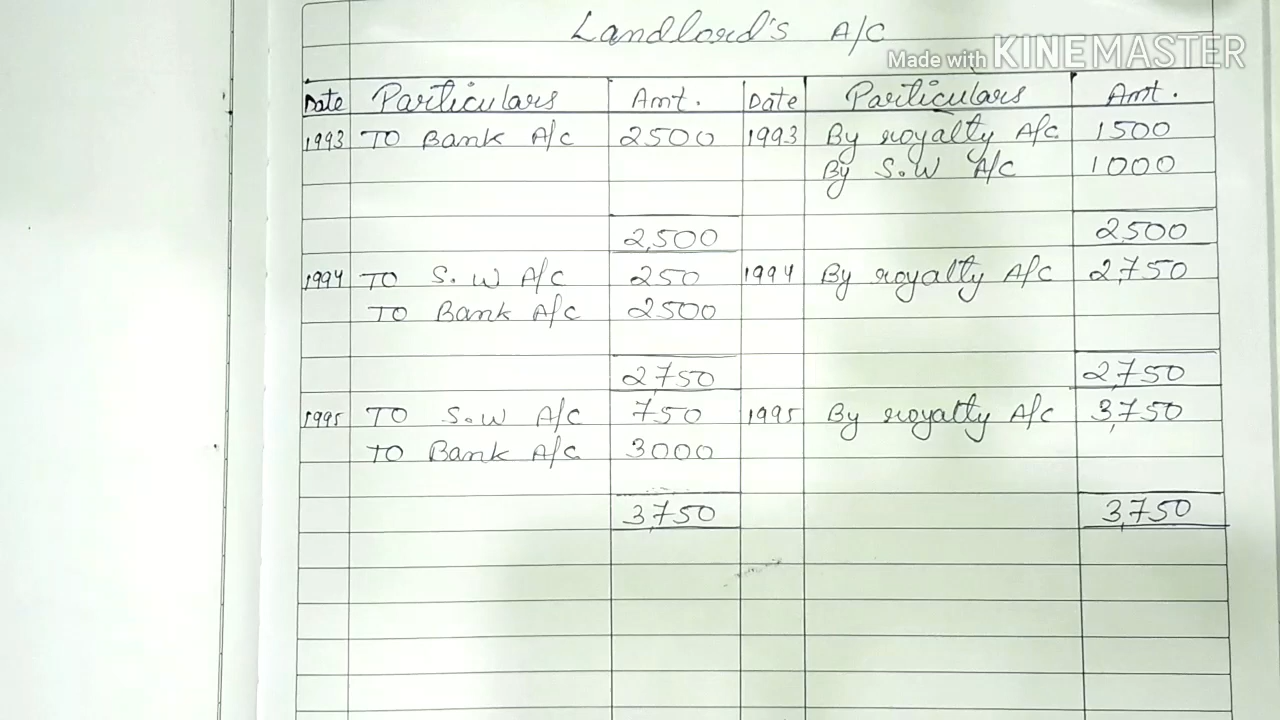 Landlord's A/C
Made with KINEMASTER
Date Particulars Amt. Date Particulars Amt.
1993 TO Bank A/C 2500 1993 By royalty A/C 1500
By S.W A/C 1000
2,500 2,500
1994 TO S.W A/C 250 1994 By royalty A/C 2750
TO Bank A/C 2500
2750 2,750
1995 TO S.W A/C 750 1995 By royalty A/C 3,750
TO Bank A/C 3000
3,750 3,750